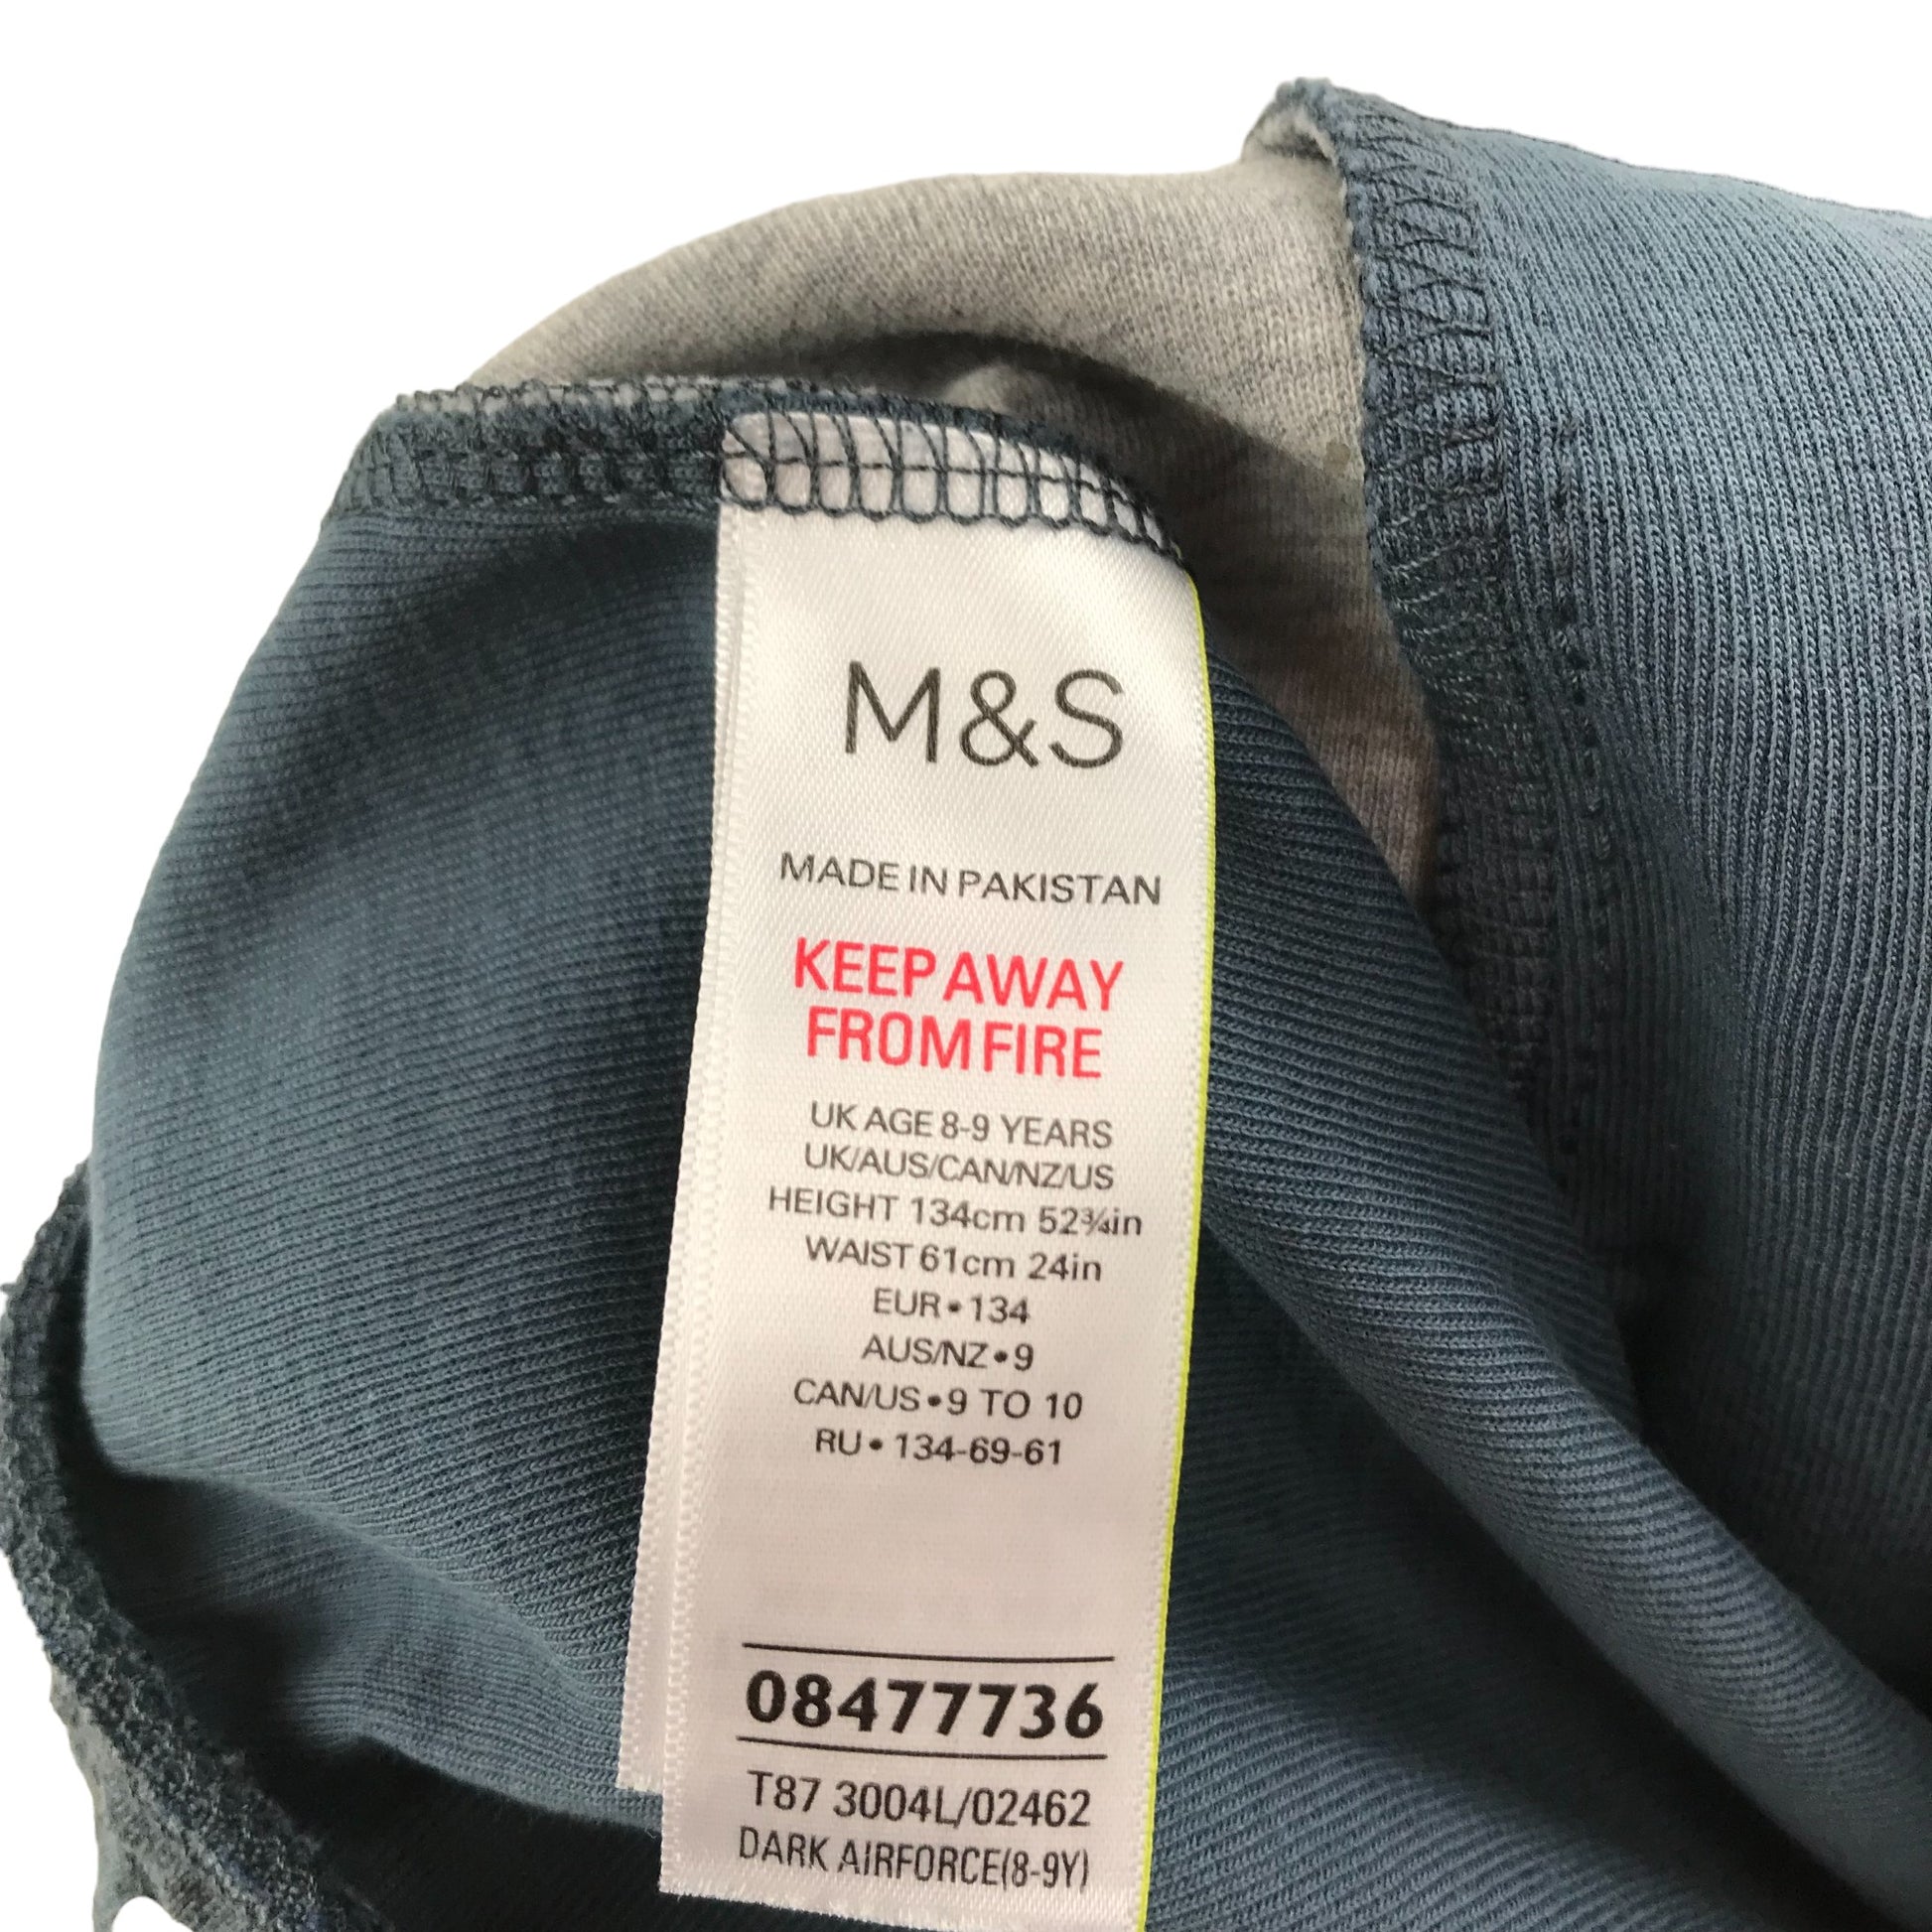 M&S
MADE IN PAKISTAN
KEEP AWAY
FROM FIRE
UK AGE 8-9 YEARS
UK/AUS/CAN/NZ/US
HEIGHT 134cm 52¾in
WAIST 61cm 24in
EUR•134
AUS/NZ•9
CAN/US•9 TO 10
RU•134-69-61
08477736
T87 3004L/02462
DARK AIRFORCE(8-9Y)